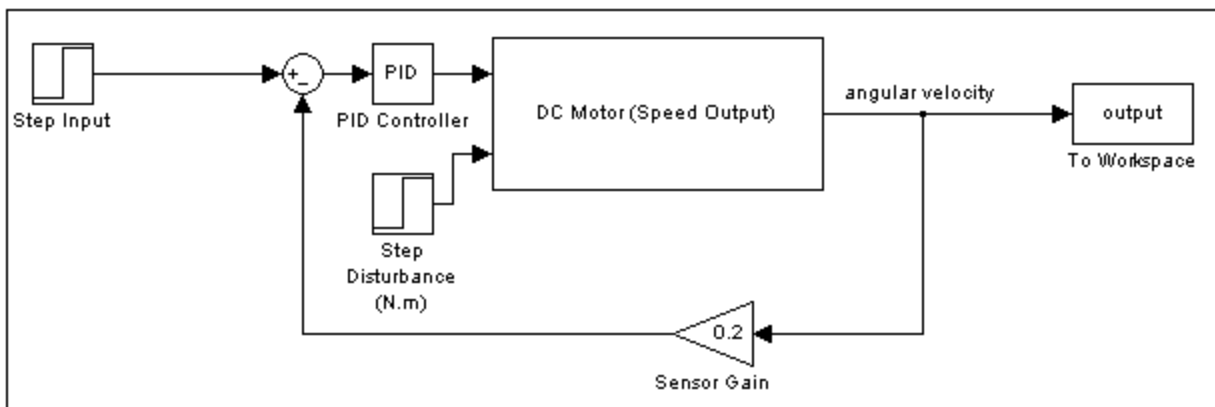 Step Input
+
−
PID
PID Controller
DC Motor (Speed Output)
angular velocity
output
To Workspace
Step
Disturbance
(N.m)
0.2
Sensor Gain